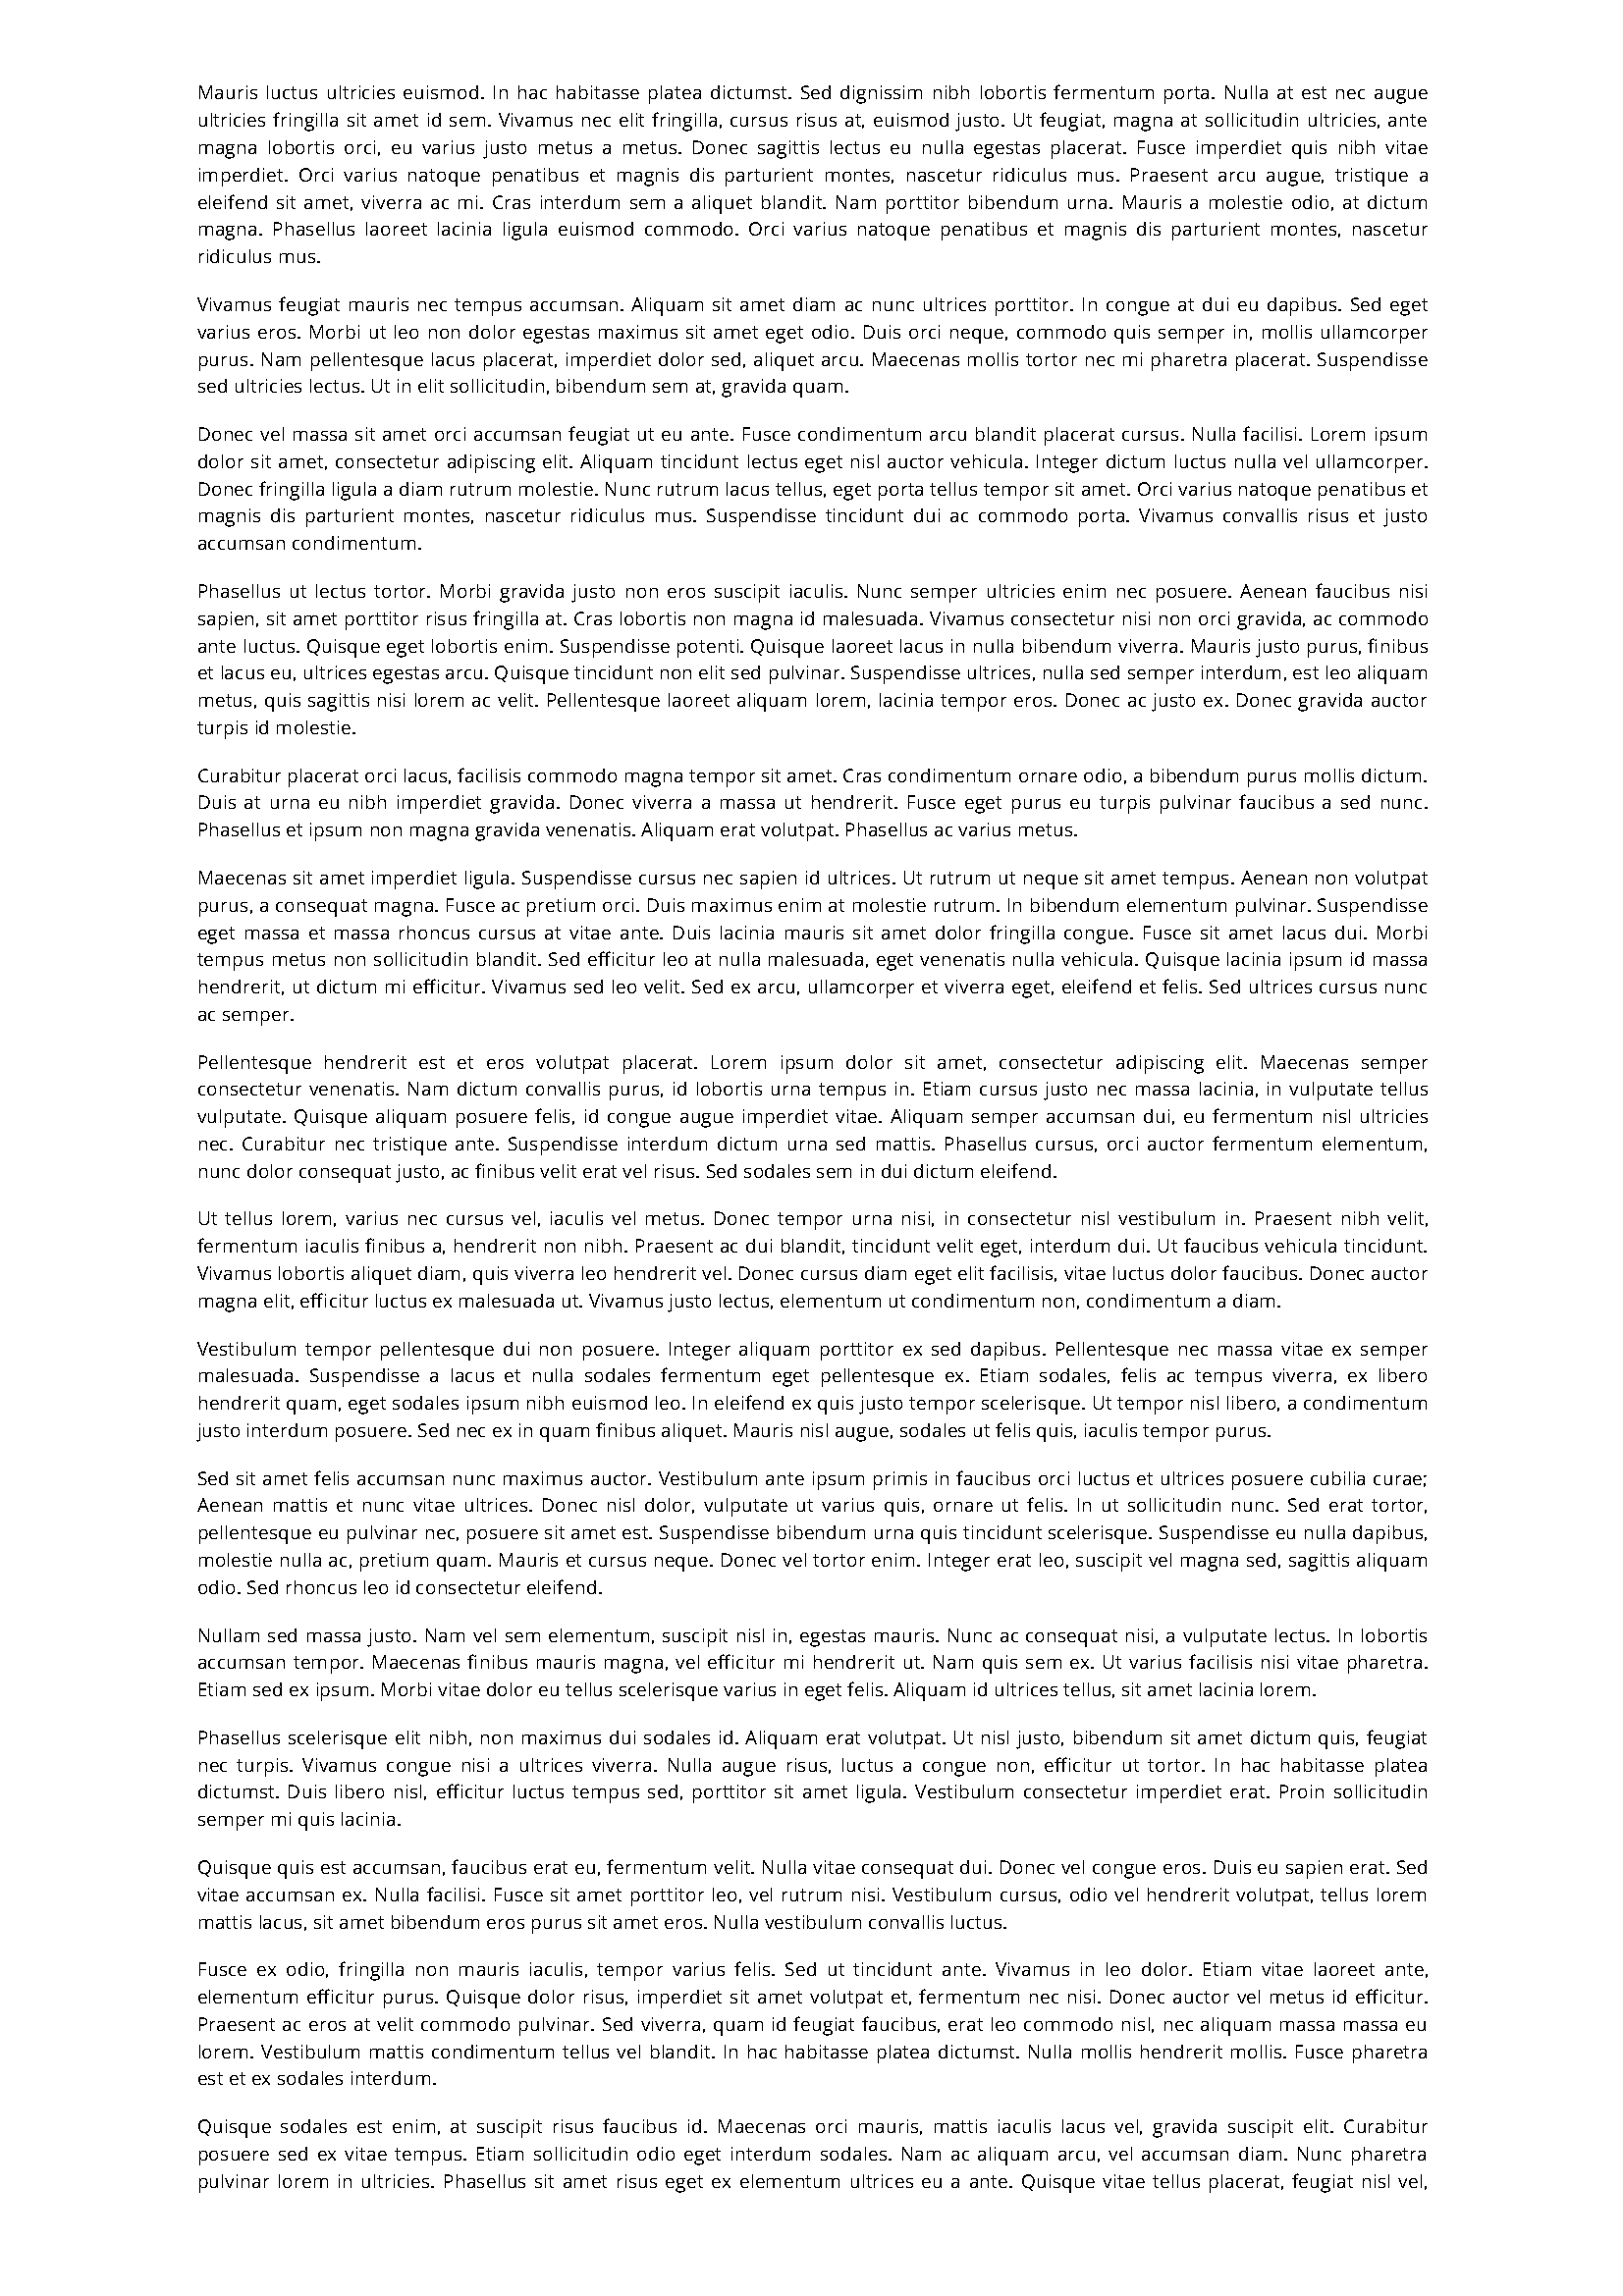 Mauris luctus ultricies euismod. In hac habitasse platea dictumst. Sed dignissim nibh lobortis fermentum porta. Nulla at est nec augue
ultricies fringilla sit amet id sem. Vivamus nec elit fringilla, cursus risus at, euismod justo. Ut feugiat, magna at sollicitudin ultricies, ante
magna lobortis orci, eu varius justo metus a metus. Donec sagittis lectus eu nulla egestas placerat. Fusce imperdiet quis nibh vitae
imperdiet. Orci varius natoque penatibus et magnis dis parturient montes, nascetur ridiculus mus. Praesent arcu augue, tristique a
eleifend sit amet, viverra ac mi. Cras interdum sem a aliquet blandit. Nam porttitor bibendum urna. Mauris a molestie odio, at dictum
magna. Phasellus laoreet lacinia ligula euismod commodo. Orci varius natoque penatibus et magnis dis parturient montes, nascetur
ridiculus mus.
Vivamus feugiat mauris nec tempus accumsan. Aliquam sit amet diam ac nunc ultrices porttitor. In congue at dui eu dapibus. Sed eget
varius eros. Morbi ut leo non dolor egestas maximus sit amet eget odio. Duis orci neque, commodo quis semper in, mollis ullamcorper
purus. Nam pellentesque lacus placerat, imperdiet dolor sed, aliquet arcu. Maecenas mollis tortor nec mi pharetra placerat. Suspendisse
sed ultricies lectus. Ut in elit sollicitudin, bibendum sem at, gravida quam.
Donec vel massa sit amet orci accumsan feugiat ut eu ante. Fusce condimentum arcu blandit placerat cursus. Nulla facilisi. Lorem ipsum
dolor sit amet, consectetur adipiscing elit. Aliquam tincidunt lectus eget nisl auctor vehicula. Integer dictum luctus nulla vel ullamcorper.
Donec fringilla ligula a diam rutrum molestie. Nunc rutrum lacus tellus, eget porta tellus tempor sit amet. Orci varius natoque penatibus et
magnis dis parturient montes, nascetur ridiculus mus. Suspendisse tincidunt dui ac commodo porta. Vivamus convallis risus et justo
accumsan condimentum.
Phasellus ut lectus tortor. Morbi gravida justo non eros suscipit iaculis. Nunc semper ultricies enim nec posuere. Aenean faucibus nisi
sapien, sit amet porttitor risus fringilla at. Cras lobortis non magna id malesuada. Vivamus consectetur nisi non orci gravida, ac commodo
ante luctus. Quisque eget lobortis enim. Suspendisse potenti. Quisque laoreet lacus in nulla bibendum viverra. Mauris justo purus, finibus
et lacus eu, ultrices egestas arcu. Quisque tincidunt non elit sed pulvinar. Suspendisse ultrices, nulla sed semper interdum, est leo aliquam
metus, quis sagittis nisi lorem ac velit. Pellentesque laoreet aliquam lorem, lacinia tempor eros. Donec ac justo ex. Donec gravida auctor
turpis id molestie.
Curabitur placerat orci lacus, facilisis commodo magna tempor sit amet. Cras condimentum ornare odio, a bibendum purus mollis dictum.
Duis at urna eu nibh imperdiet gravida. Donec viverra a massa ut hendrerit. Fusce eget purus eu turpis pulvinar faucibus a sed nunc.
Phasellus et ipsum non magna gravida venenatis. Aliquam erat volutpat. Phasellus ac varius metus.
Maecenas sit amet imperdiet ligula. Suspendisse cursus nec sapien id ultrices. Ut rutrum ut neque sit amet tempus. Aenean non volutpat
purus, a consequat magna. Fusce ac pretium orci. Duis maximus enim at molestie rutrum. In bibendum elementum pulvinar. Suspendisse
eget massa et massa rhoncus cursus at vitae ante. Duis lacinia mauris sit amet dolor fringilla congue. Fusce sit amet lacus dui. Morbi
tempus metus non sollicitudin blandit. Sed efficitur leo at nulla malesuada, eget venenatis nulla vehicula. Quisque lacinia ipsum id massa
hendrerit, ut dictum mi efficitur. Vivamus sed leo velit. Sed ex arcu, ullamcorper et viverra eget, eleifend et felis. Sed ultrices cursus nunc
ac semper.
Pellentesque hendrerit est et eros volutpat placerat. Lorem ipsum dolor sit amet, consectetur adipiscing elit. Maecenas semper
consectetur venenatis. Nam dictum convallis purus, id lobortis urna tempus in. Etiam cursus justo nec massa lacinia, in vulputate tellus
vulputate. Quisque aliquam posuere felis, id congue augue imperdiet vitae. Aliquam semper accumsan dui, eu fermentum nisl ultricies
nec. Curabitur nec tristique ante. Suspendisse interdum dictum urna sed mattis. Phasellus cursus, orci auctor fermentum elementum,
nunc dolor consequat justo, ac finibus velit erat vel risus. Sed sodales sem in dui dictum eleifend.
Ut tellus lorem, varius nec cursus vel, iaculis vel metus. Donec tempor urna nisi, in consectetur nisl vestibulum in. Praesent nibh velit,
fermentum iaculis finibus a, hendrerit non nibh. Praesent ac dui blandit, tincidunt velit eget, interdum dui. Ut faucibus vehicula tincidunt.
Vivamus lobortis aliquet diam, quis viverra leo hendrerit vel. Donec cursus diam eget elit facilisis, vitae luctus dolor faucibus. Donec auctor
magna elit, efficitur luctus ex malesuada ut. Vivamus justo lectus, elementum ut condimentum non, condimentum a diam.
Vestibulum tempor pellentesque dui non posuere. Integer aliquam porttitor ex sed dapibus. Pellentesque nec massa vitae ex semper
malesuada. Suspendisse a lacus et nulla sodales fermentum eget pellentesque ex. Etiam sodales, felis ac tempus viverra, ex libero
hendrerit quam, eget sodales ipsum nibh euismod leo. In eleifend ex quis justo tempor scelerisque. Ut tempor nisl libero, a condimentum
justo interdum posuere. Sed nec ex in quam finibus aliquet. Mauris nisl augue, sodales ut felis quis, iaculis tempor purus.
Sed sit amet felis accumsan nunc maximus auctor. Vestibulum ante ipsum primis in faucibus orci luctus et ultrices posuere cubilia curae;
Aenean mattis et nunc vitae ultrices. Donec nisl dolor, vulputate ut varius quis, ornare ut felis. In ut sollicitudin nunc. Sed erat tortor,
pellentesque eu pulvinar nec, posuere sit amet est. Suspendisse bibendum urna quis tincidunt scelerisque. Suspendisse eu nulla dapibus,
molestie nulla ac, pretium quam. Mauris et cursus neque. Donec vel tortor enim. Integer erat leo, suscipit vel magna sed, sagittis aliquam
odio. Sed rhoncus leo id consectetur eleifend.
Nullam sed massa justo. Nam vel sem elementum, suscipit nisl in, egestas mauris. Nunc ac consequat nisi, a vulputate lectus. In lobortis
accumsan tempor. Maecenas finibus mauris magna, vel efficitur mi hendrerit ut. Nam quis sem ex. Ut varius facilisis nisi vitae pharetra.
Etiam sed ex ipsum. Morbi vitae dolor eu tellus scelerisque varius in eget felis. Aliquam id ultrices tellus, sit amet lacinia lorem.
Phasellus scelerisque elit nibh, non maximus dui sodales id. Aliquam erat volutpat. Ut nisl justo, bibendum sit amet dictum quis, feugiat
nec turpis. Vivamus congue nisi a ultrices viverra. Nulla augue risus, luctus a congue non, efficitur ut tortor. In hac habitasse platea
dictumst. Duis libero nisl, efficitur luctus tempus sed, porttitor sit amet ligula. Vestibulum consectetur imperdiet erat. Proin sollicitudin
semper mi quis lacinia.
Quisque quis est accumsan, faucibus erat eu, fermentum velit. Nulla vitae consequat dui. Donec vel congue eros. Duis eu sapien erat. Sed
vitae accumsan ex. Nulla facilisi. Fusce sit amet porttitor leo, vel rutrum nisi. Vestibulum cursus, odio vel hendrerit volutpat, tellus lorem
mattis lacus, sit amet bibendum eros purus sit amet eros. Nulla vestibulum convallis luctus.
Fusce ex odio, fringilla non mauris iaculis, tempor varius felis. Sed ut tincidunt ante. Vivamus in leo dolor. Etiam vitae laoreet ante,
elementum efficitur purus. Quisque dolor risus, imperdiet sit amet volutpat et, fermentum nec nisi. Donec auctor vel metus id efficitur.
Praesent ac eros at velit commodo pulvinar. Sed viverra, quam id feugiat faucibus, erat leo commodo nisl, nec aliquam massa massa eu
lorem. Vestibulum mattis condimentum tellus vel blandit. In hac habitasse platea dictumst. Nulla mollis hendrerit mollis. Fusce pharetra
est et ex sodales interdum.
Quisque sodales est enim, at suscipit risus faucibus id. Maecenas orci mauris, mattis iaculis lacus vel, gravida suscipit elit. Curabitur
posuere sed ex vitae tempus. Etiam sollicitudin odio eget interdum sodales. Nam ac aliquam arcu, vel accumsan diam. Nunc pharetra
pulvinar lorem in ultricies. Phasellus sit amet risus eget ex elementum ultrices eu a ante. Quisque vitae tellus placerat, feugiat nisl vel,